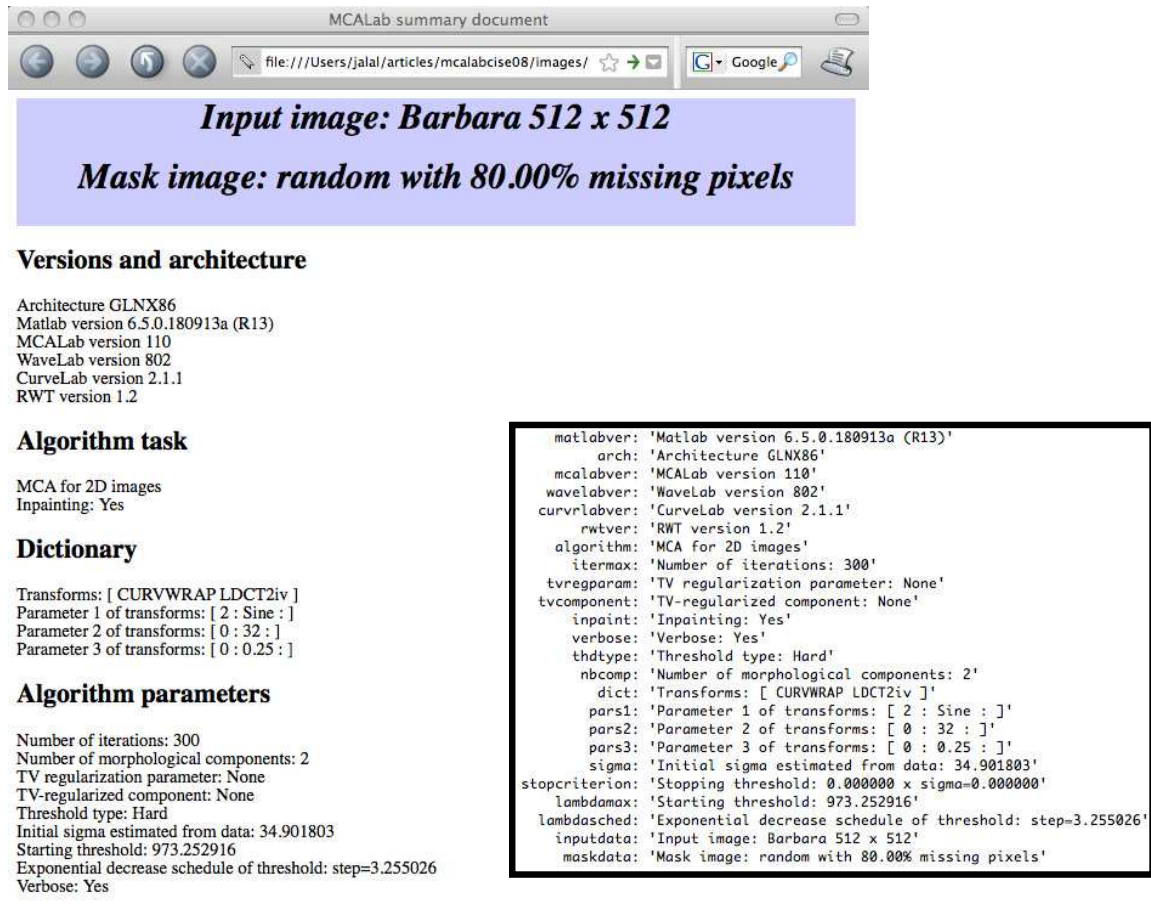 MCALab summary document
file:///Users/jalal/articles/mcalabcise08/images/
G Google
Input image: Barbara 512 x 512
Mask image: random with 80.00% missing pixels
Versions and architecture
Architecture GLNX86
Matlab version 6.5.0.180913a (R13)
MCALab version 110
WaveLab version 802
CurveLab version 2.1.1
RWT version 1.2
Algorithm task
MCA for 2D images
Inpainting: Yes
Dictionary
Transforms: [ CURVWRAP LDCT2iv ]
Parameter 1 of transforms: [ 2 : Sine : ]
Parameter 2 of transforms: [ 0 : 32 : ]
Parameter 3 of transforms: [ 0 : 0.25 : ]
Algorithm parameters
Number of iterations: 300
Number of morphological components: 2
TV regularization parameter: None
TV-regularized component: None
Threshold type: Hard
Initial sigma estimated from data: 34.901803
Starting threshold: 973.252916
Exponential decrease schedule of threshold: step=3.255026
Verbose: Yes
matlabver: 'Matlab version 6.5.0.180913a (R13)'
arch: 'Architecture GLNX86'
mcalabver: 'MCALab version 110'
wavelabver: 'WaveLab version 802'
curvrlabver: 'CurveLab version 2.1.1'
rwtver: 'RWT version 1.2'
algorithm: 'MCA for 2D images'
itermax: 'Number of iterations: 300'
tvregparam: 'TV regularization parameter: None'
tvcomponent: 'TV-regularized component: None'
inpaint: 'Inpainting: Yes'
verbose: 'Verbose: Yes'
thdtype: 'Threshold type: Hard'
nbcomp: 'Number of morphological components: 2'
dict: 'Transforms: [ CURVWRAP LDCT2iv ]'
pars1: 'Parameter 1 of transforms: [ 2 : Sine : ]'
pars2: 'Parameter 2 of transforms: [ 0 : 32 : ]'
pars3: 'Parameter 3 of transforms: [ 0 : 0.25 : ]'
sigma: 'Initial sigma estimated from data: 34.901803'
stopcriterion: 'Stopping threshold: 0.000000 x sigma=0.000000'
lambdamax: 'Starting threshold: 973.252916'
lambdasched: 'Exponential decrease schedule of threshold: step=3.255026'
inputdata: 'Input image: Barbara 512 x 512'
maskdata: 'Mask image: random with 80.00% missing pixels'